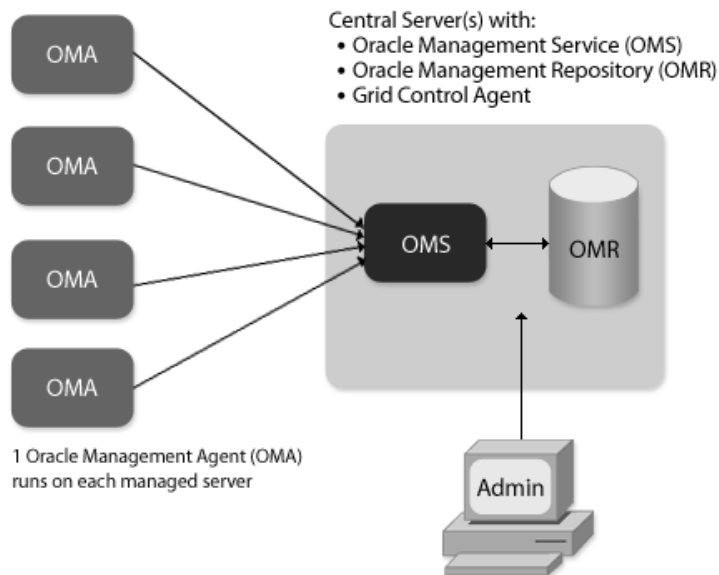 Central Server(s) with:
• Oracle Management Service (OMS)
• Oracle Management Repository (OMR)
• Grid Control Agent
OMA
OMA
OMA
OMA
OMS
OMR
1 Oracle Management Agent (OMA)
runs on each managed server
Admin